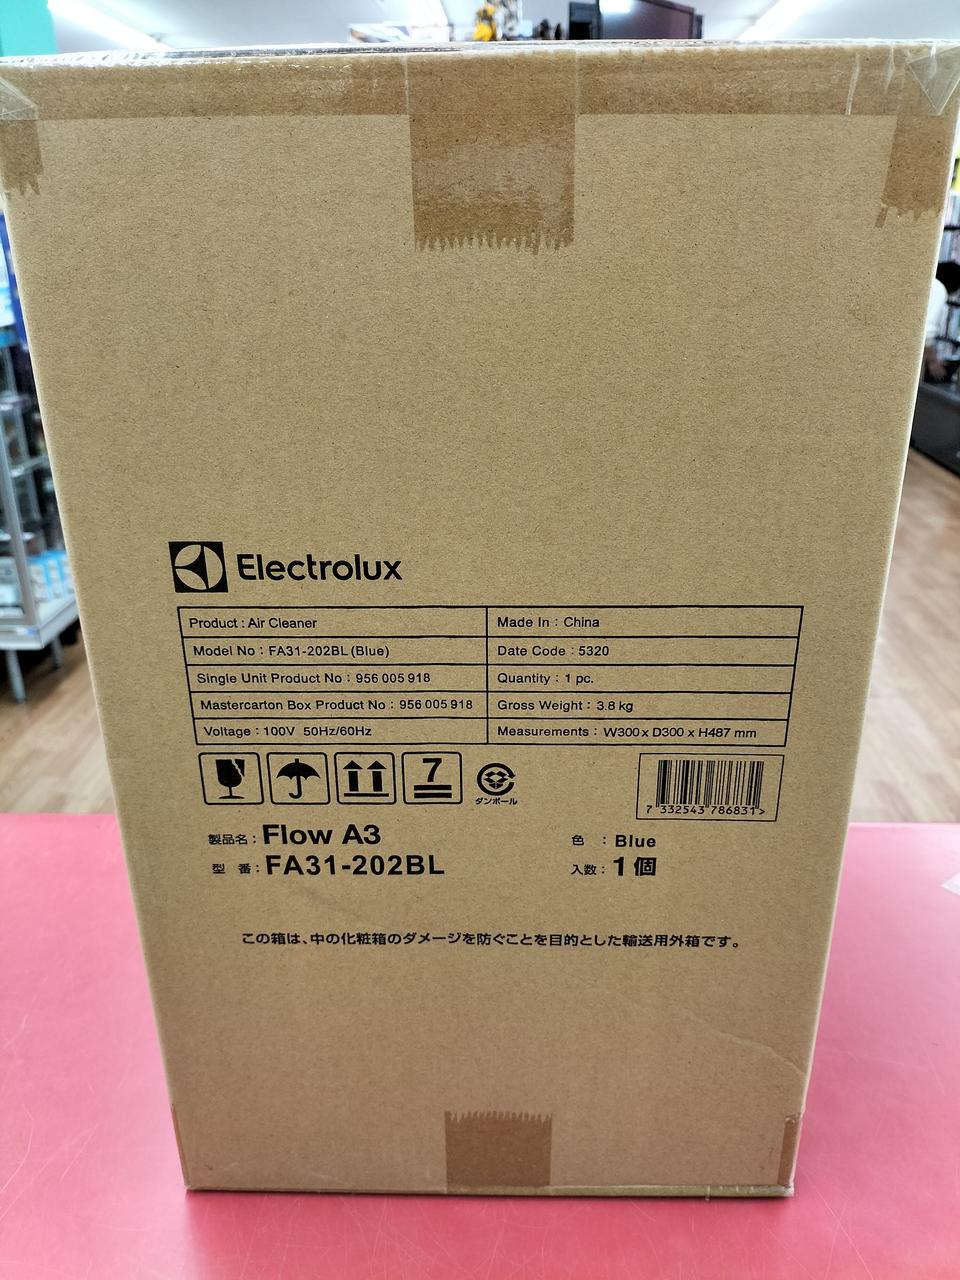 Electrolux
Product : Air Cleaner
Made In : China
Model No : FA31-202BL (Blue)
Date Code : 5320
Single Unit Product No : 956 005 918
Quantity : 1 pc.
Mastercarton Box Product No : 956 005 918
Gross Weight : 3.8 kg
Voltage : 100V 50Hz/60Hz
Measurements : W300 x D300 x H487 mm
7
ダンボール
7 332543 786831 >
製品名 : Flow A3
色 : Blue
型 番 : FA31-202BL
入数 : 1個
この箱は、中の化粧箱のダメージを防ぐことを目的とした輸送用外箱です。